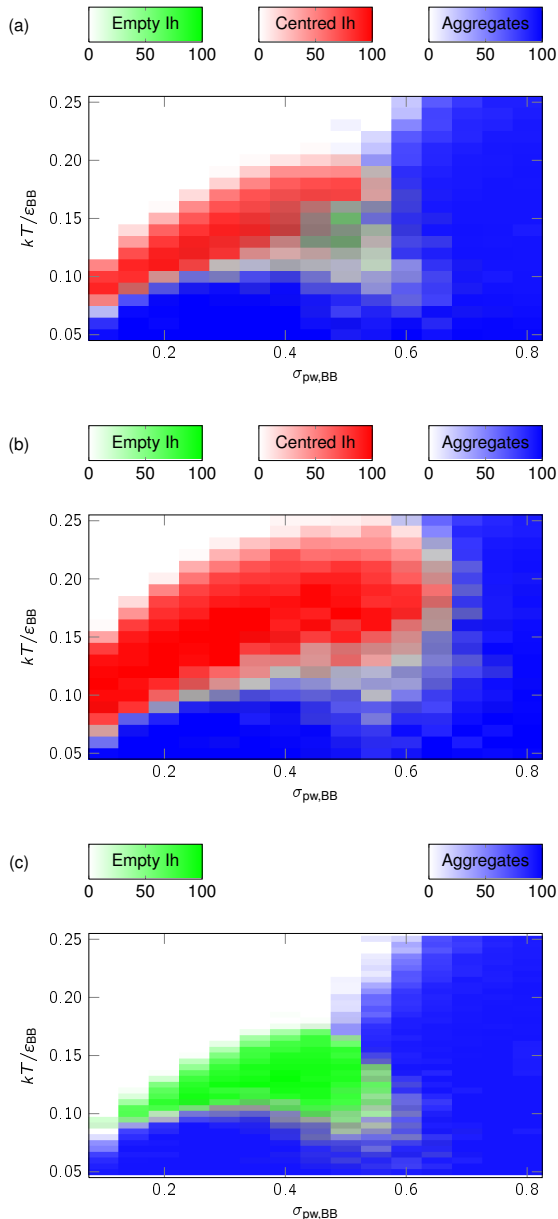 (a)
Empty Ih Centred Ih Aggregates
0 50 100 0 50 100 0 50 100
0.25
0.20
0.15
0.10
0.05
kT/εBB
0.2 0.4 0.6 0.8
σpw,BB
(b)
Empty Ih Centred Ih Aggregates
0 50 100 0 50 100 0 50 100
0.25
0.20
0.15
0.10
0.05
kT/εBB
0.2 0.4 0.6 0.8
σpw,BB
(c)
Empty Ih Aggregates
0 50 100 0 50 100
0.25
0.20
0.15
0.10
0.05
kT/εBB
0.2 0.4 0.6 0.8
σpw,BB